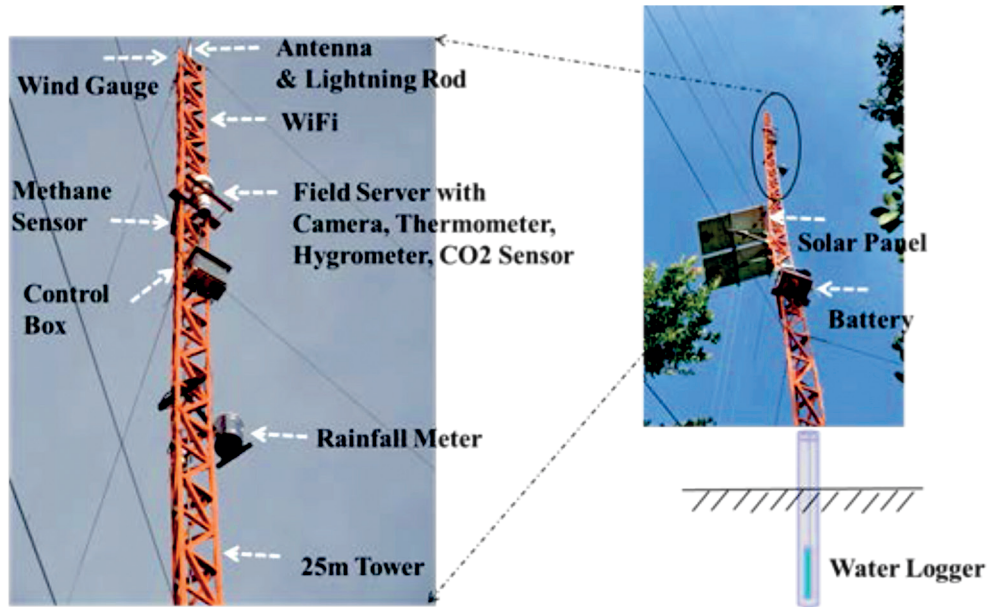 Antenna
& Lightning Rod
Wind Gauge
WiFi
Methane
Sensor
Field Server with
Camera, Thermometer,
Hygrometer, CO2 Sensor
Control
Box
Rainfall Meter
25m Tower
Solar Panel
Battery
Water Logger